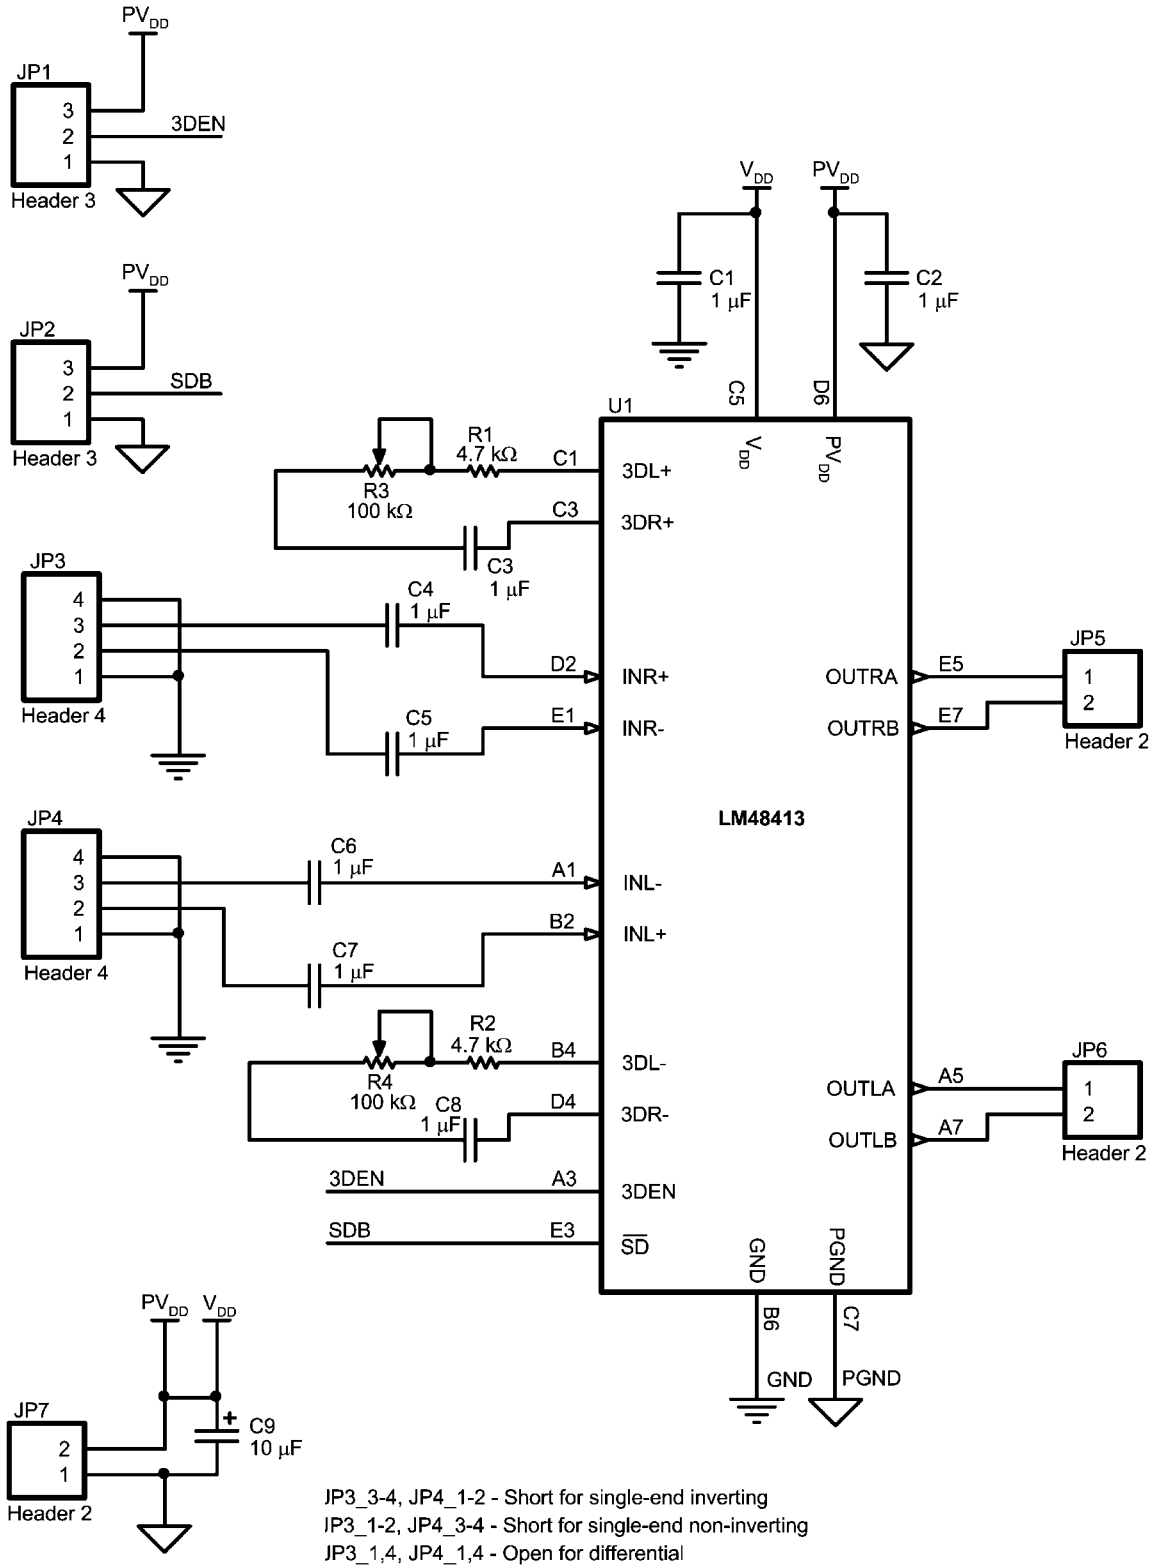 PVDD
JP1
3
2
1
3DEN
Header 3
PVDD
JP2
3
2
1
SDB
Header 3
VDD
PVDD
C1
1 μF
C2
1 μF
C5
D6
U1
VDD
PVDD
R1
4.7 kΩ
C1
3DL+
R3
100 kΩ
C3
3DR+
C3
1 μF
JP3
4
3
2
1
Header 4
C4
1 μF
D2
INR+
C5
1 μF
E1
INR-
OUTRA
E5
OUTRB
E7
JP5
1
2
Header 2
LM48413
JP4
4
3
2
1
Header 4
C6
1 μF
A1
INL-
B2
INL+
C7
1 μF
R2
4.7 kΩ
B4
3DL-
R4
100 kΩ
C8
1 μF
D4
3DR-
OUTLA
A5
OUTLB
A7
JP6
1
2
Header 2
3DEN
A3
3DEN
SDB
E3
SD
GND
PGND
B6
C7
GND
PGND
PVDD
VDD
JP7
2
1
Header 2
+
C9
10 μF
JP3_3-4, JP4_1-2 - Short for single-end inverting
JP3_1-2, JP4_3-4 - Short for single-end non-inverting
JP3_1,4, JP4_1,4 - Open for differential